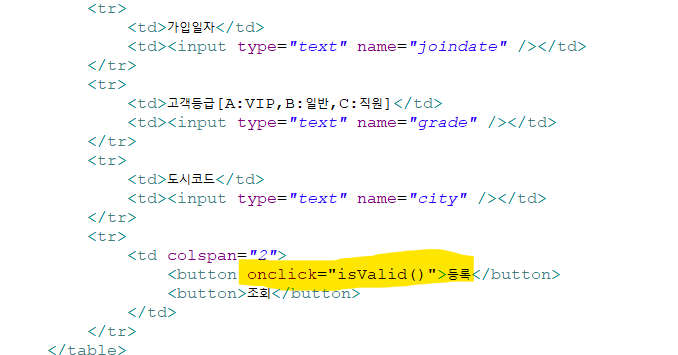 <tr>
<td>가입일자</td>
<td><input type="text" name="joindate" /></td>
</tr>
<tr>
<td>고객등급[A:VIP,B:일반,C:직원]</td>
<td><input type="text" name="grade" /></td>
</tr>
<tr>
<td>도시코드</td>
<td><input type="text" name="city" /></td>
</tr>
<tr>
<td colspan="2">
<button onclick="isValid()">등록</button>
<button>조회</button>
</td>
</tr>
</table>